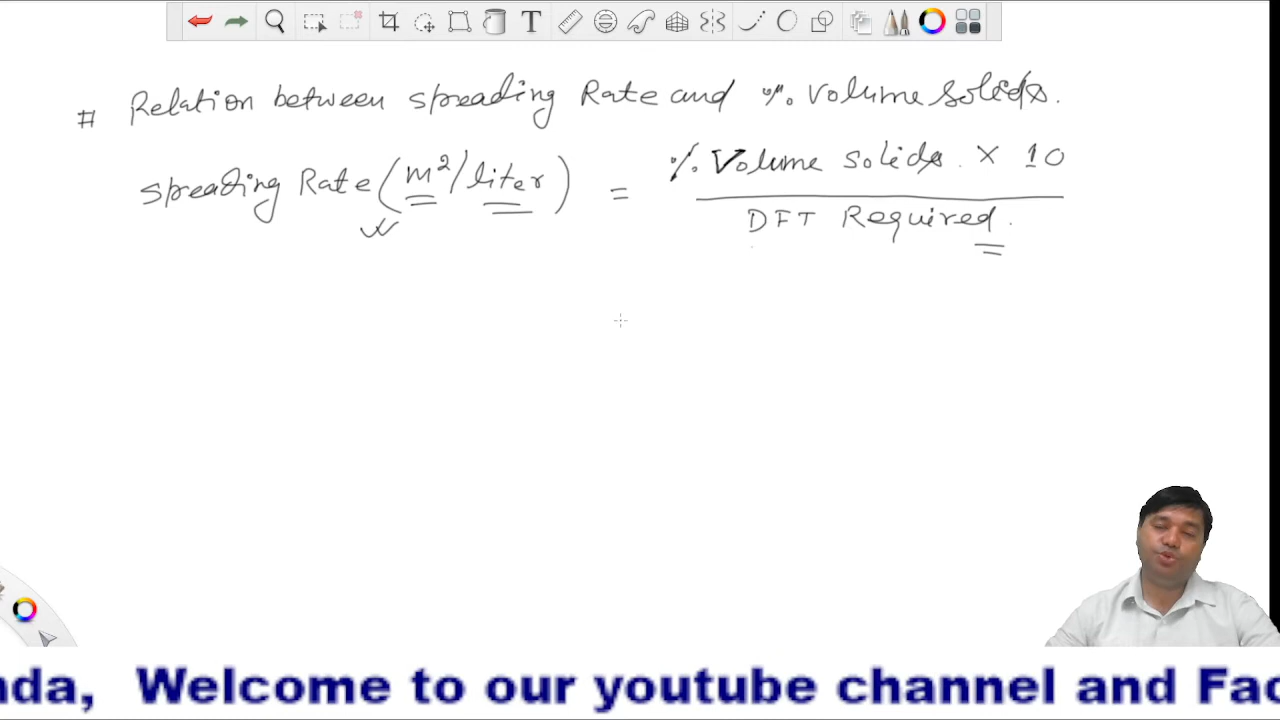 # Relation between spreading Rate and % volume solids.
spreading Rate (m²/liter) = % Volume solids. X 10
DFT Required.
nda, Welcome to our youtube channel and Fac